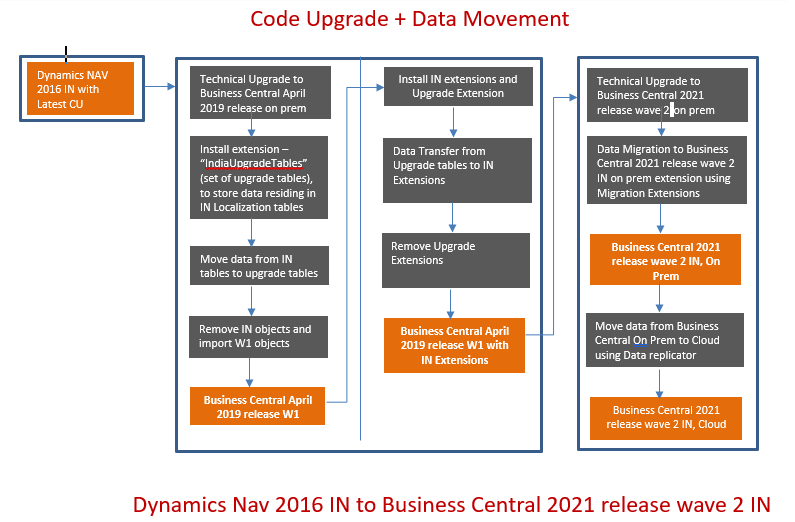 Code Upgrade + Data Movement
Dynamics NAV
2016 IN with
Latest CU
Technical Upgrade to
Business Central April
2019 release on prem
Install extension –
“IndiaUpgradeTables”
(set of upgrade tables),
to store data residing in
IN Localization tables
Move data from IN
tables to upgrade tables
Remove IN objects and
import W1 objects
Business Central April
2019 release W1
Install IN extensions and
Upgrade Extension
Data Transfer from
Upgrade tables to IN
Extensions
Remove Upgrade
Extensions
Business Central April
2019 release W1 with
IN Extensions
Technical Upgrade to
Business Central 2021
release wave 2 on prem
Data Migration to Business
Central 2021 release wave 2
IN on prem extension using
Migration Extensions
Business Central 2021
release wave 2 IN, On
Prem
Move data from Business
Central On Prem to Cloud
using Data replicator
Business Central 2021
release wave 2 IN, Cloud
Dynamics Nav 2016 IN to Business Central 2021 release wave 2 IN